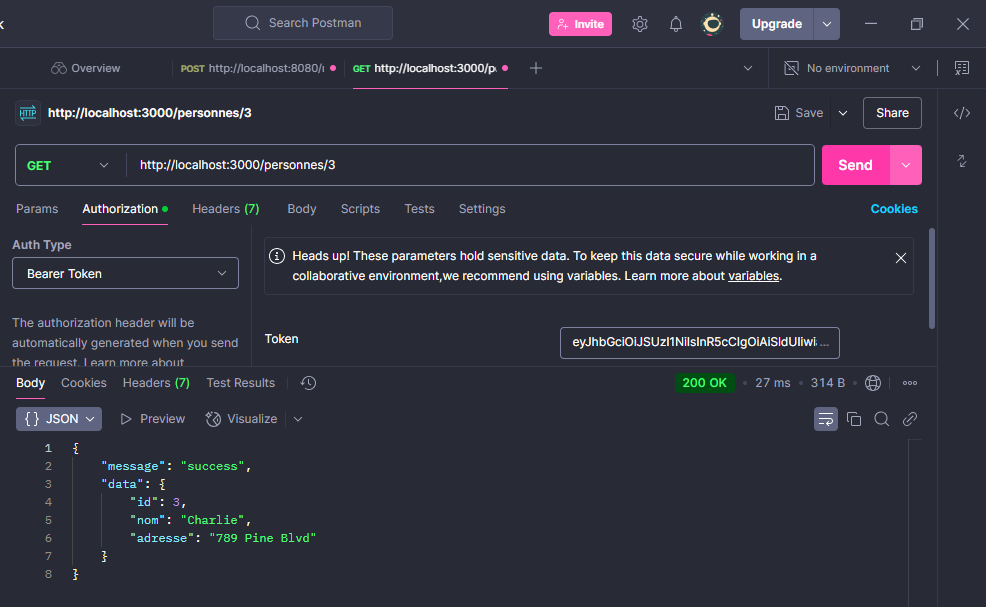 Search Postman
Invite
Upgrade
Overview
POST http://localhost:8080/
GET http://localhost:3000/p
No environment
HTTP http://localhost:3000/personnes/3
Save
Share
GET
http://localhost:3000/personnes/3
Send
Params
Authorization
Headers (7)
Body
Scripts
Tests
Settings
Cookies
Auth Type
Bearer Token
The authorization header will be
automatically generated when you send
the request. Learn more about
Heads up! These parameters hold sensitive data. To keep this data secure while working in a
collaborative environment,we recommend using variables. Learn more about variables.
Token
Body
Cookies
Headers (7)
Test Results
200 OK
27 ms
314 B
{} JSON
Preview
Visualize
1 {
2 "message": "success",
3 "data": {
4 "id": 3,
5 "nom": "Charlie",
6 "adresse": "789 Pine Blvd"
7 }
8 }